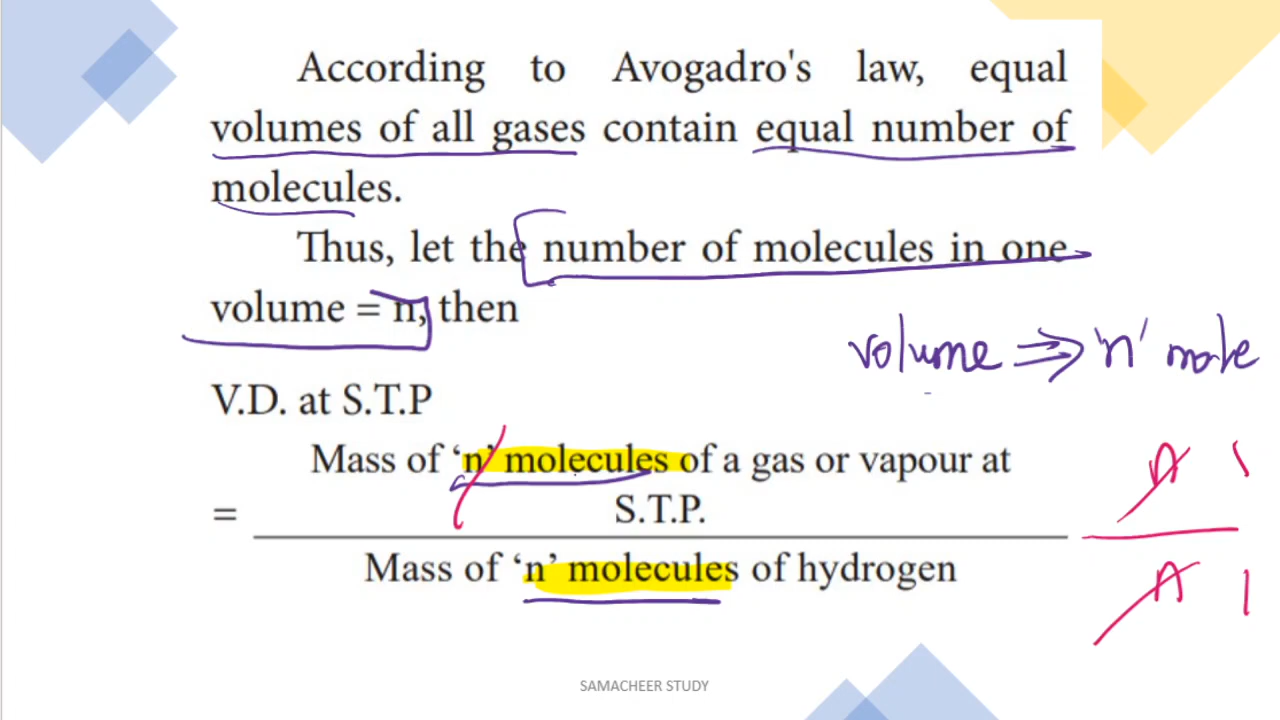 According to Avogadro's law, equal
volumes of all gases contain equal number of
molecules.
Thus, let the number of molecules in one
volume = n, then
volume ⇒ 'n' mole
V.D. at S.T.P
Mass of ‘n’ molecules of a gas or vapour at
=
S.T.P.
Mass of ‘n’ molecules of hydrogen
SAMACHEER STUDY